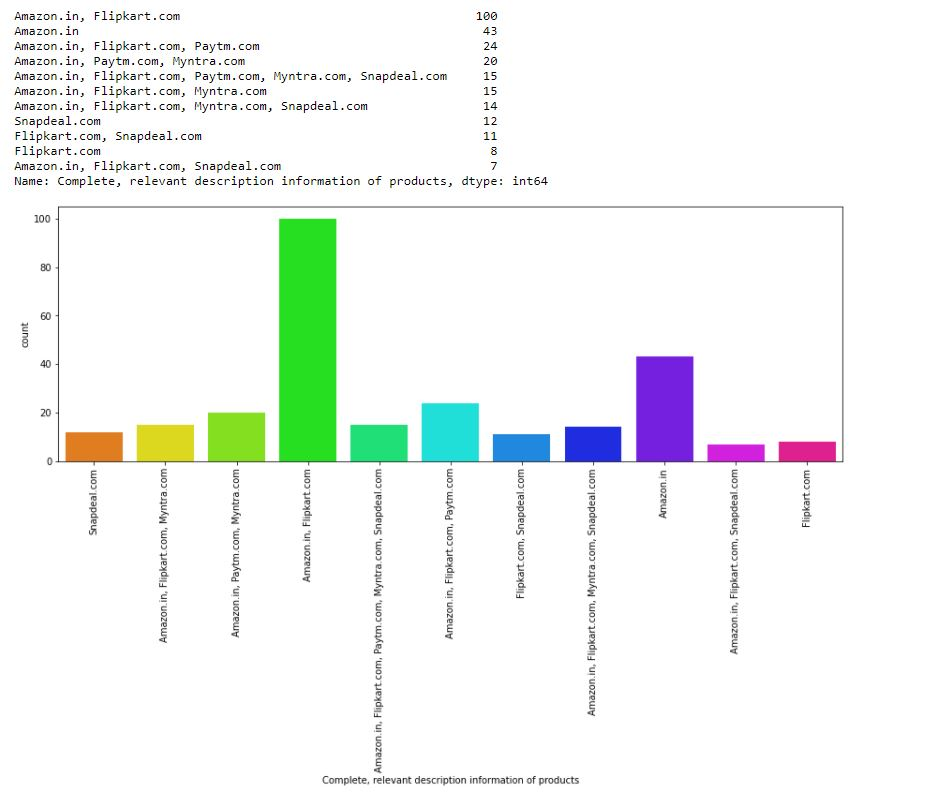 Amazon.in, Flipkart.com 100
Amazon.in 43
Amazon.in, Flipkart.com, Paytm.com 24
Amazon.in, Paytm.com, Myntra.com 20
Amazon.in, Flipkart.com, Paytm.com, Myntra.com, Snapdeal.com 15
Amazon.in, Flipkart.com, Myntra.com 15
Amazon.in, Flipkart.com, Myntra.com, Snapdeal.com 14
Snapdeal.com 12
Flipkart.com, Snapdeal.com 11
Flipkart.com 8
Amazon.in, Flipkart.com, Snapdeal.com 7
Name: Complete, relevant description information of products, dtype: int64
100
80
60
40
20
0
count
Snapdeal.com
Amazon.in, Flipkart.com, Myntra.com
Amazon.in, Paytm.com, Myntra.com
Amazon.in, Flipkart.com
Amazon.in, Flipkart.com, Paytm.com, Myntra.com, Snapdeal.com
Amazon.in, Flipkart.com, Paytm.com
Flipkart.com, Snapdeal.com
Amazon.in, Flipkart.com, Myntra.com, Snapdeal.com
Amazon.in
Amazon.in, Flipkart.com, Snapdeal.com
Flipkart.com
Complete, relevant description information of products